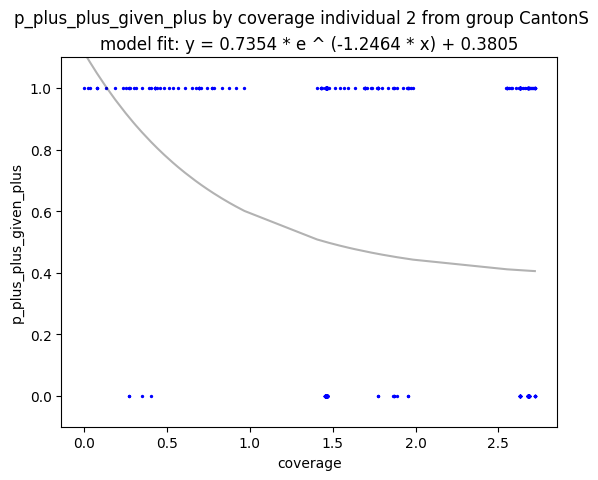 p_plus_plus_given_plus by coverage individual 2 from group CantonS
model fit: y = 0.7354 * e ^ (-1.2464 * x) + 0.3805
1.0
0.8
0.6
0.4
0.2
0.0
p_plus_plus_given_plus
0.0 0.5 1.0 1.5 2.0 2.5
coverage